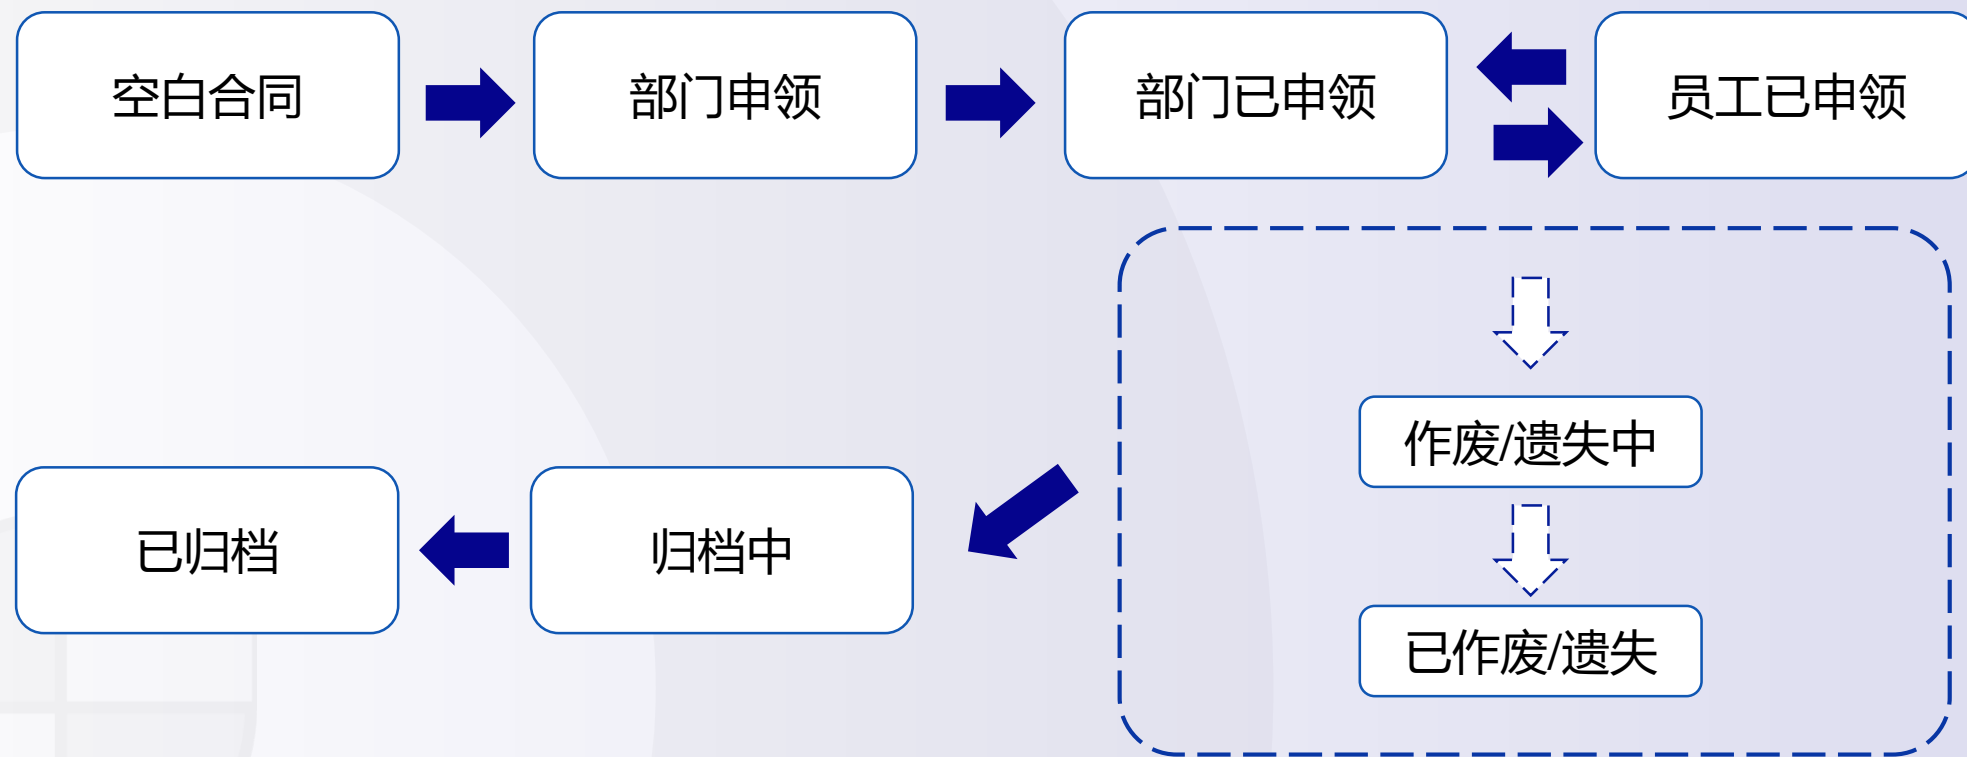 空白合同
部门申领
部门已申领
员工已申领
作废/遗失中
已归档
归档中
已作废/遗失